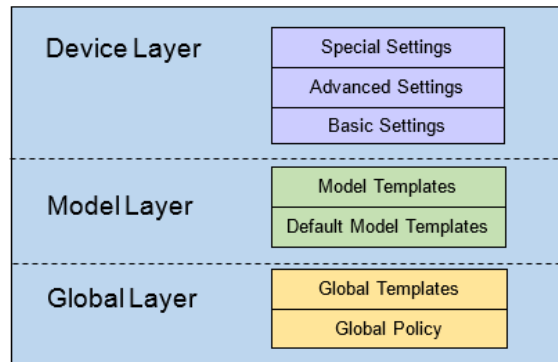 Device Layer
Special Settings
Advanced Settings
Basic Settings
Model Layer
Model Templates
Default Model Templates
Global Layer
Global Templates
Global Policy